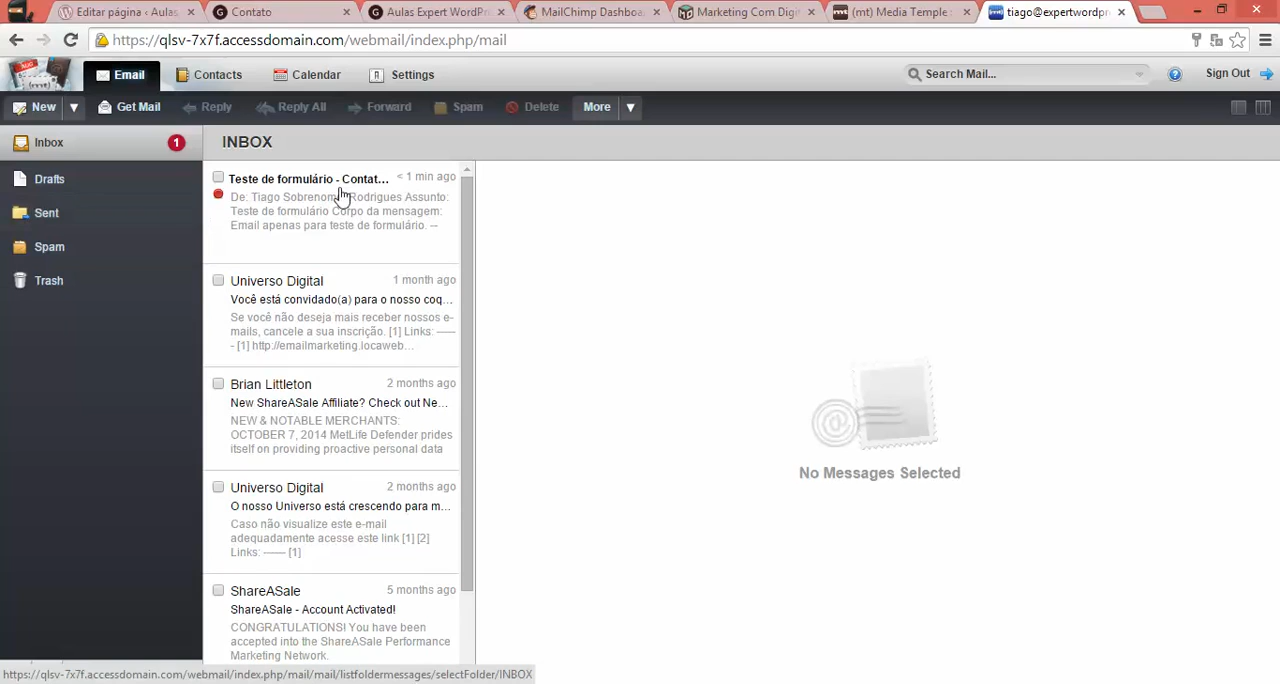 Editar página ‹ Aulas
Contato
Aulas Expert WordPre
MailChimp Dashboa
Marketing Com Digi
(mt) Media Temple
tiago@expertwordpr
https://qlsv-7x7f.accessdomain.com/webmail/index.php/mail
Email
Contacts
Calendar
Settings
Search Mail...
Sign Out
New
Get Mail
Reply
Reply All
Forward
Spam
Delete
More
Inbox
1
Drafts
Sent
Spam
Trash
INBOX
Teste de formulário - Contat...
< 1 min ago
De: Tiago Rodrigues Assunto:
Teste de formulário Corpo da mensagem:
Email apenas para teste de formulário. --
Universo Digital
1 month ago
Você está convidado(a) para o nosso coq...
Se você não deseja mais receber nossos e-
mails, cancele a sua inscrição. [1] Links: -----
- [1] http://emailmarketing.locaweb...
Brian Littleton
2 months ago
New ShareASale Affiliate? Check out Ne...
NEW & NOTABLE MERCHANTS:
OCTOBER 7, 2014 MetLife Defender prides
itself on providing proactive personal data
Universo Digital
2 months ago
O nosso Universo está crescendo para m...
Caso não visualize este e-mail
adequadamente acesse este link [1] [2]
Links: ------ [1]
ShareASale
5 months ago
ShareASale - Account Activated!
CONGRATULATIONS! You have been
accepted into the ShareASale Performance
Marketing Network.
No Messages Selected
https://qlsv-7x7f.accessdomain.com/webmail/index.php/mail/mail/listfoldermessages/selectFolder/INBOX